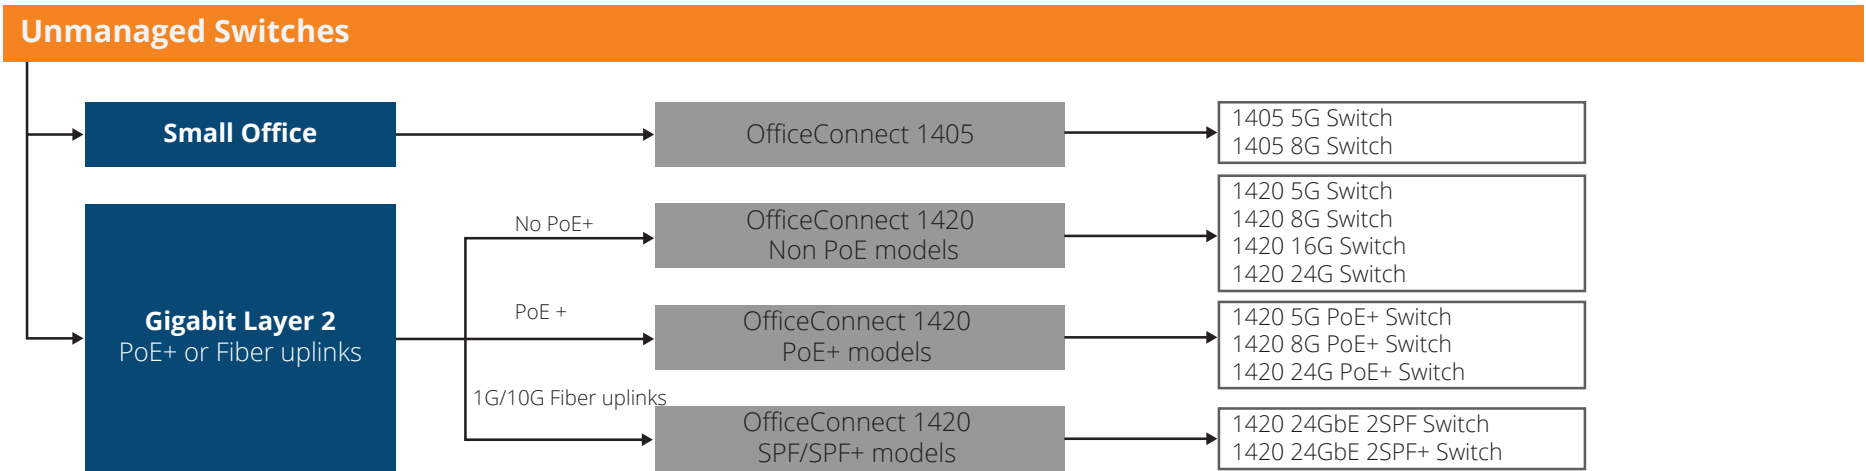 Unmanaged Switches
Small Office
OfficeConnect 1405
1405 5G Switch
1405 8G Switch
Gigabit Layer 2
PoE+ or Fiber uplinks
No PoE+
OfficeConnect 1420
Non PoE models
1420 5G Switch
1420 8G Switch
1420 16G Switch
1420 24G Switch
PoE +
OfficeConnect 1420
PoE+ models
1420 5G PoE+ Switch
1420 8G PoE+ Switch
1420 24G PoE+ Switch
1G/10G Fiber uplinks
OfficeConnect 1420
SPF/SPF+ models
1420 24GbE 2SPF Switch
1420 24GbE 2SPF+ Switch